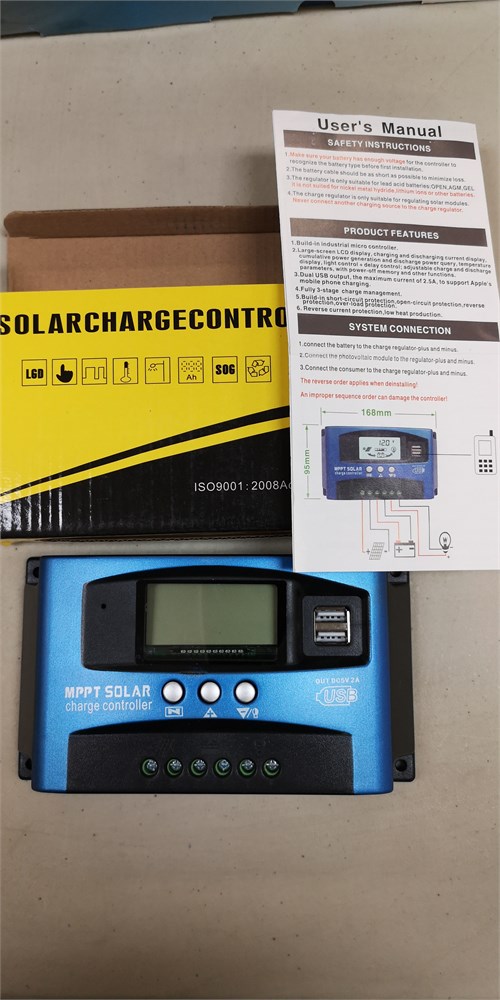 User's Manual
SAFETY INSTRUCTIONS
1.Make sure your battery has enough voltage for the controller to
recognize the battery type before first installation.
2.The battery cable should be as short as possible to minimize loss.
3.The regulator is only suitable for lead acid batteries:OPEN,AGM,GEL
it is not suited for nickel metal hydride,lithium ions or other batteries.
4.The charge regulator is only suitable for regulating solar modules.
Never connect another charging source to the charge regulator.
PRODUCT FEATURES
1.Build-in industrial micro controller.
2.Large-screen LCD display, charging and discharging current display,
cumulative power generation and discharge power query, temperature
display, light control + delay control; adjustable charge and discharge
parameters, with power-off memory and other functions.
3.Dual USB output, the maximum current of 2.5A, to support Apple's
mobile phone charging.
4.Fully 3-stage charge management.
5.Build-in short-circuit protection,open-circuit protection,reverse
protection,over-load protection.
6. Reverse current protection,low heat production.
SYSTEM CONNECTION
1.connect the battery to the charge regulator-plus and minus.
2.Connect the photovoltaic module to the regulator-plus and minus.
3.Connect the consumer to the charge regulator-plus and minus.
The reverse order applies when deinstalling!
An improper sequence order can damage the controller!
168mm
95mm
120
MPPT SOLAR
charge controller
USB
SOLARCHARGECONTRO
LGD
Ah
SOG
ISO9001:2008Ac
MPPT SOLAR
charge controller
OUT DC5V 2A
USB